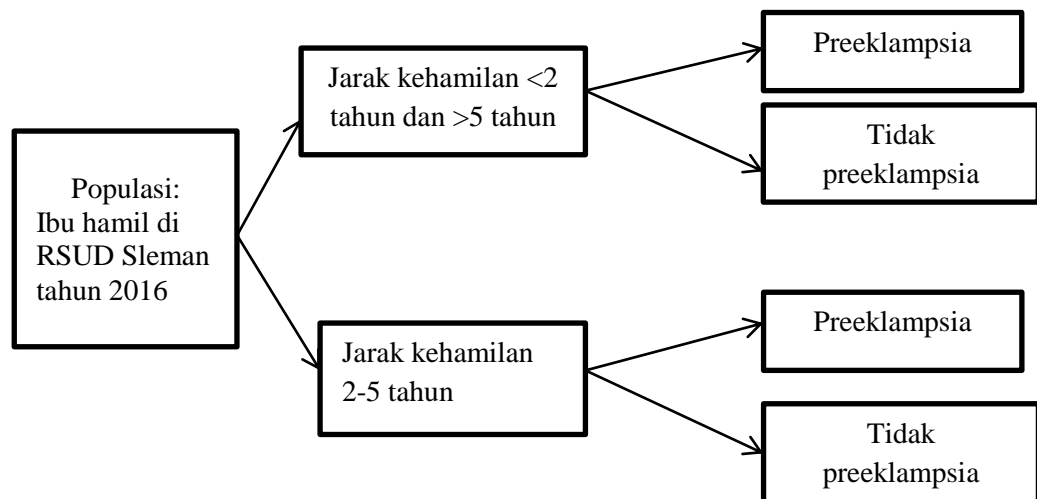 Populasi:
Ibu hamil di
RSUD Sleman
tahun 2016
Jarak kehamilan <2
tahun dan >5 tahun
Preeklampsia
Tidak
preeklampsia
Jarak kehamilan
2-5 tahun
Preeklampsia
Tidak
preeklampsia